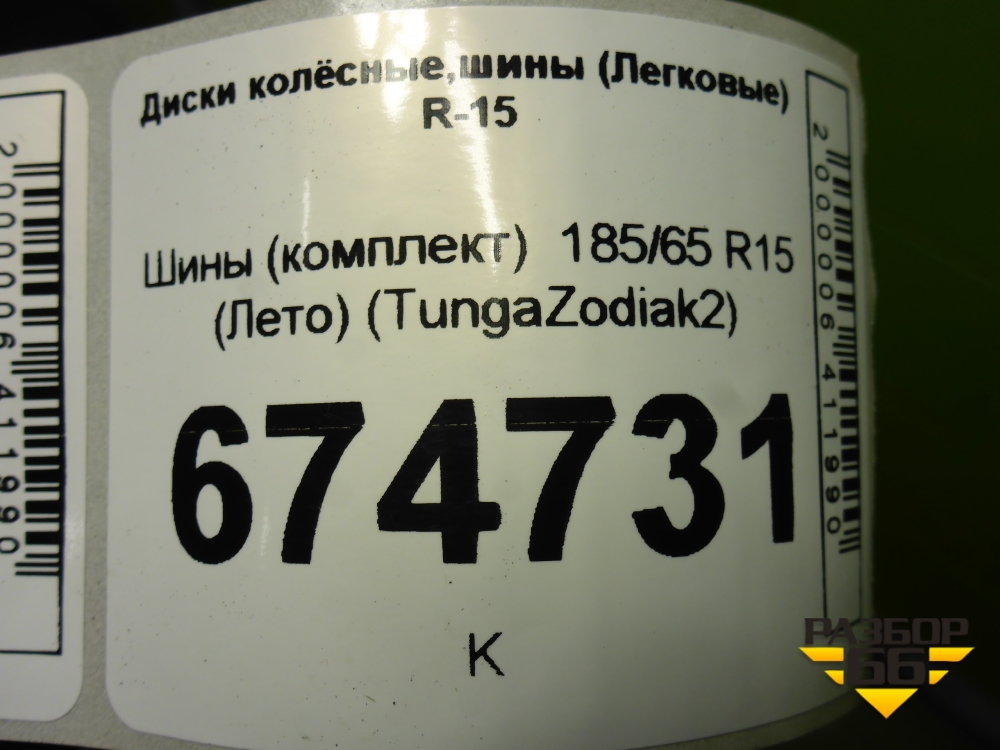 Диски колёсные,шины (Легковые)
R-15
Шины (комплект) 185/65 R15
(Лето) (TungaZodiak2)
674731
K
2000006411990
2000006411990
РАЗБОР
66